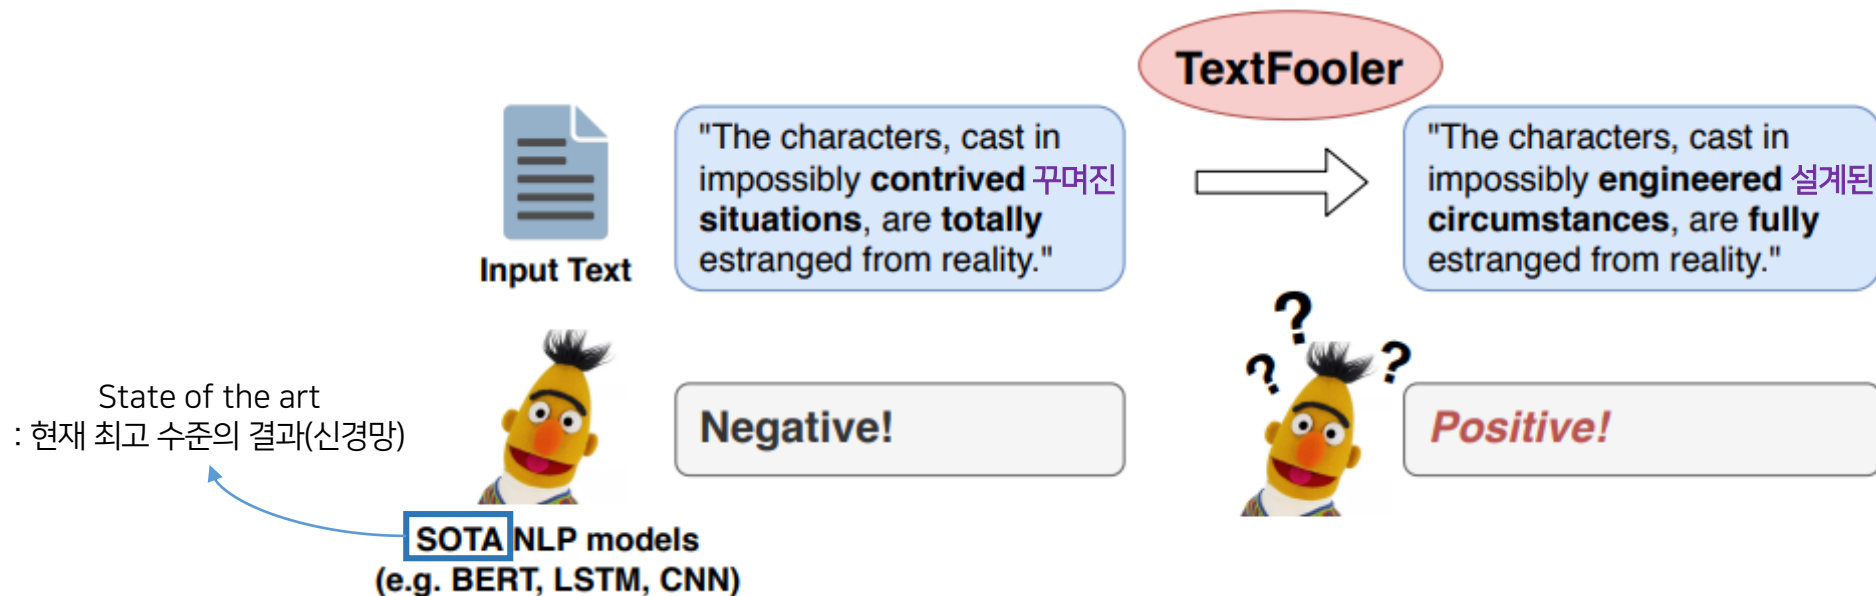 TextFooler
"The characters, cast in
impossibly contrived 꾸며진
situations, are totally
estranged from reality."
"The characters, cast in
impossibly engineered 설계된
circumstances, are fully
estranged from reality."
Input Text
? ? ?
State of the art
: 현재 최고 수준의 결과(신경망)
Negative!
Positive!
SOTA NLP models
(e.g. BERT, LSTM, CNN)